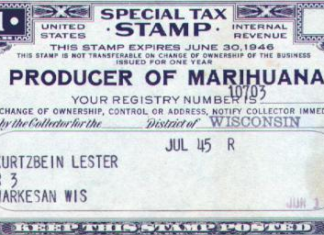 SPECIAL TAX
UNITED STATES STAMP INTERNAL REVENUE
THIS STAMP EXPIRES JUNE 30, 1946
THIS STAMP IS NOT TRANSFERABLE ON CHANGE OF OWNERSHIP OF THE BUSINESS
ISSUED FOR ONE YEAR
PRODUCER OF MARIHUANA
YOUR REGISTRY NUMBER IS 10703
CHANGE OF OWNERSHIP, CONTROL OR ADDRESS, NOTIFY COLLECTOR IMMED
by the Collector for the District of WISCONSIN
JUL 45 R
KURTZBEIN LESTER
R 3
MARKESAN WIS
JUN
KEEP THIS STAMP POSTED